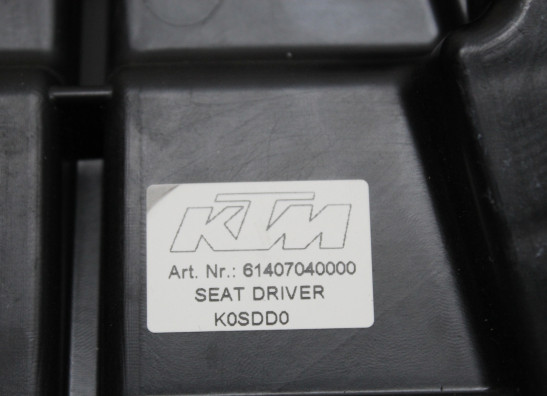 KTM
Art. Nr.: 61407040000
SEAT DRIVER
K0SDD0